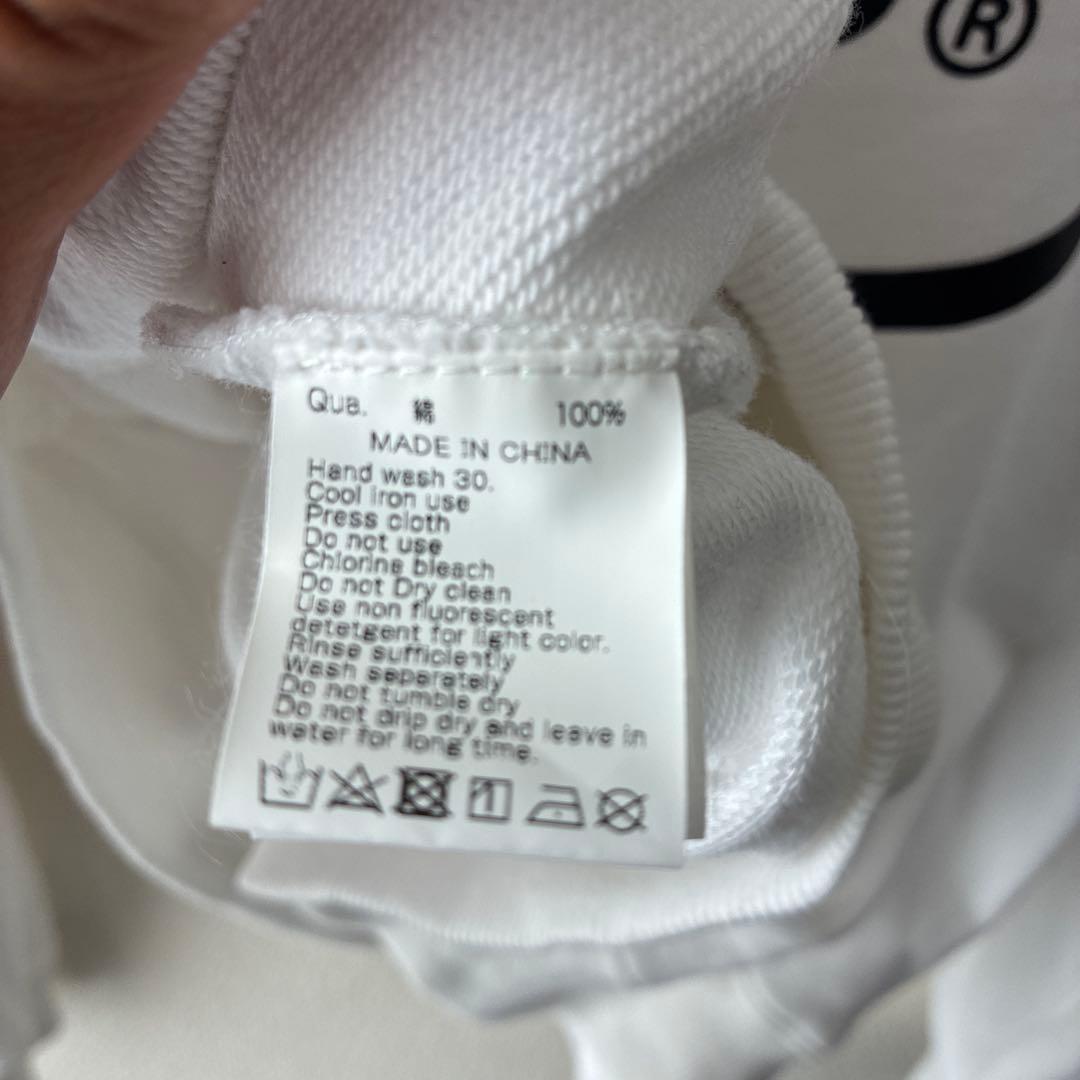 ®
Qua. 綿 100%
MADE IN CHINA
Hand wash 30.
Cool iron use
Press cloth
Do not use
Chlorine bleach
Do not Dry clean
Use non fluorescent
detetgent for light color.
Rinse sufficiently
Wash separately
Do not tumble dry
Do not drip dry and leave in
water for long time.